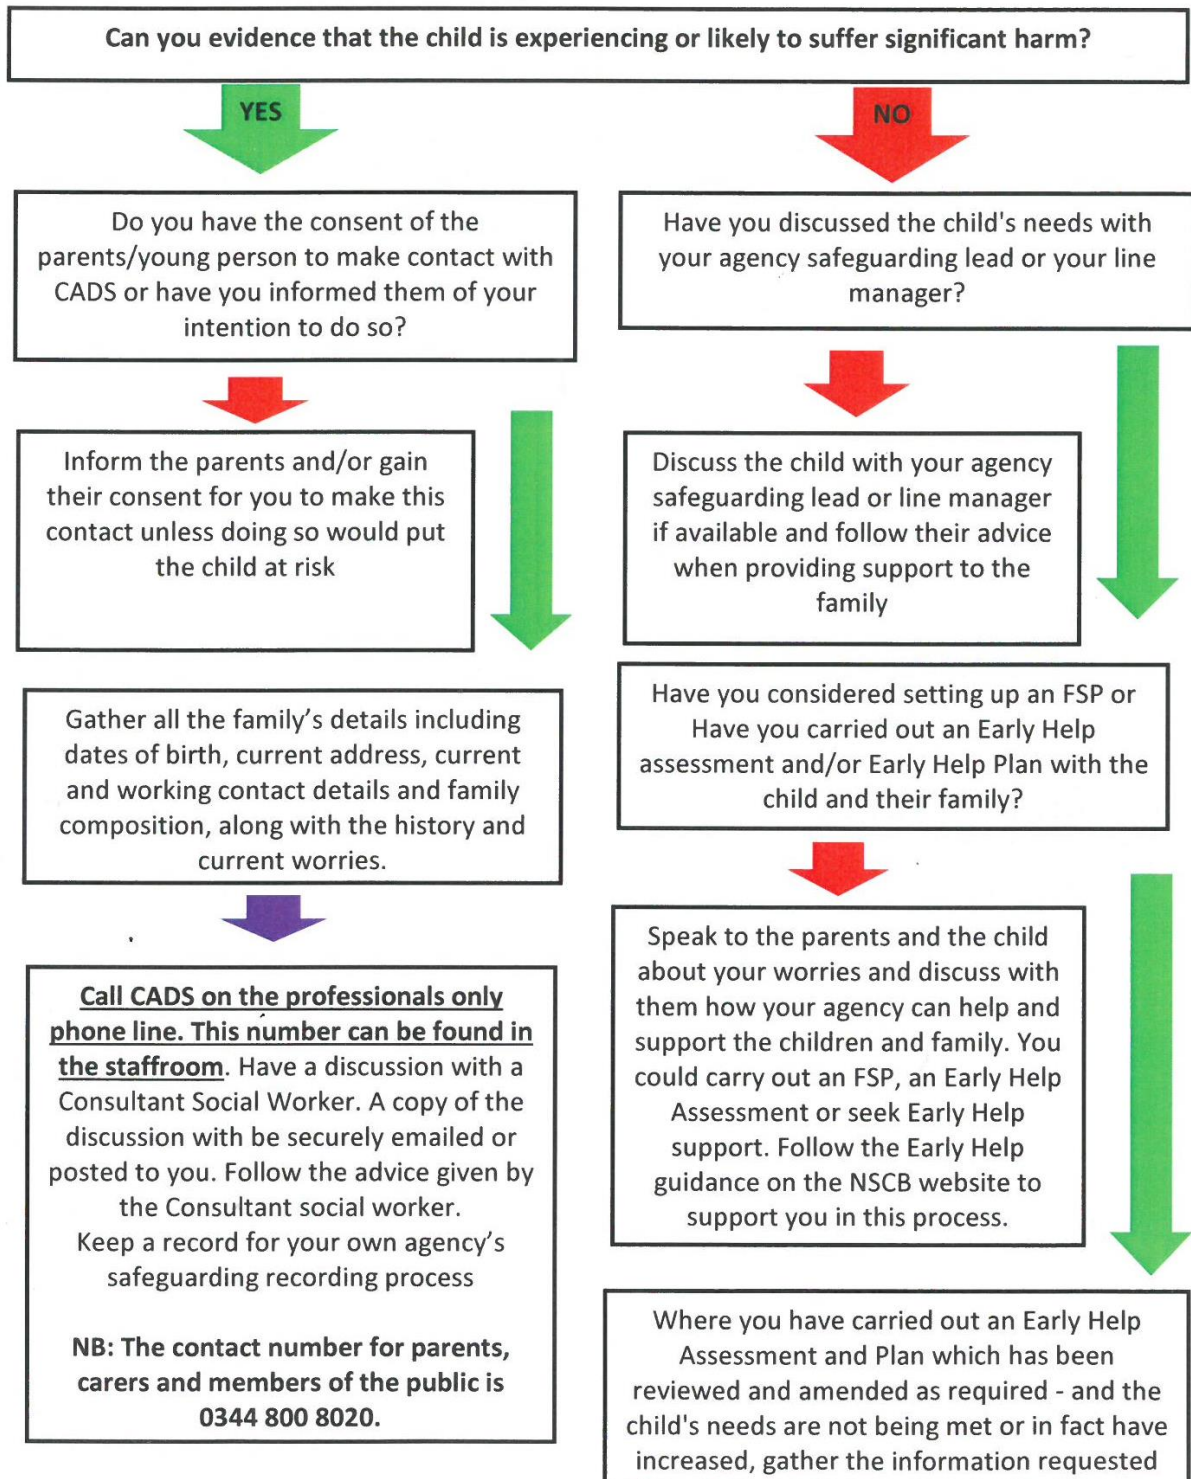 Can you evidence that the child is experiencing or likely to suffer significant harm?
YES
NO
Do you have the consent of the
parents/young person to make contact with
CADS or have you informed them of your
intention to do so?
Have you discussed the child's needs with
your agency safeguarding lead or your line
manager?
Inform the parents and/or gain
their consent for you to make this
contact unless doing so would put
the child at risk
Discuss the child with your agency
safeguarding lead or line manager
if available and follow their advice
when providing support to the
family
Gather all the family’s details including
dates of birth, current address, current
and working contact details and family
composition, along with the history and
current worries.
Have you considered setting up an FSP or
Have you carried out an Early Help
assessment and/or Early Help Plan with the
child and their family?
Call CADS on the professionals only
phone line. This number can be found in
the staffroom. Have a discussion with a
Consultant Social Worker. A copy of the
discussion with be securely emailed or
posted to you. Follow the advice given by
the Consultant social worker.
Keep a record for your own agency’s
safeguarding recording process
NB: The contact number for parents,
carers and members of the public is
0344 800 8020.
Speak to the parents and the child
about your worries and discuss with
them how your agency can help and
support the children and family. You
could carry out an FSP, an Early Help
Assessment or seek Early Help
support. Follow the Early Help
guidance on the NSCB website to
support you in this process.
Where you have carried out an Early Help
Assessment and Plan which has been
reviewed and amended as required - and the
child's needs are not being met or in fact have
increased, gather the information requested